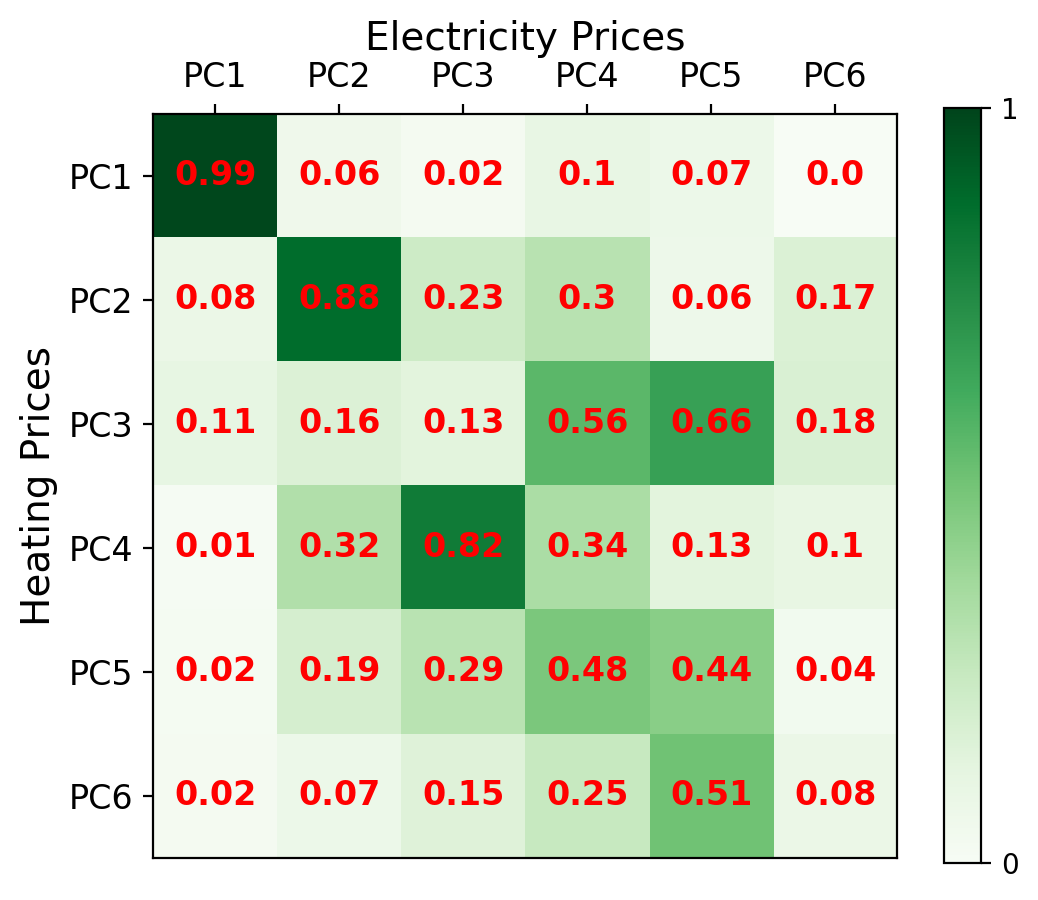 Electricity Prices
PC1 PC2 PC3 PC4 PC5 PC6
1
PC1 0.99 0.06 0.02 0.1 0.07 0.0
PC2 0.08 0.88 0.23 0.3 0.06 0.17
PC3 0.11 0.16 0.13 0.56 0.66 0.18
PC4 0.01 0.32 0.82 0.34 0.13 0.1
PC5 0.02 0.19 0.29 0.48 0.44 0.04
PC6 0.02 0.07 0.15 0.25 0.51 0.08
0
Heating Prices